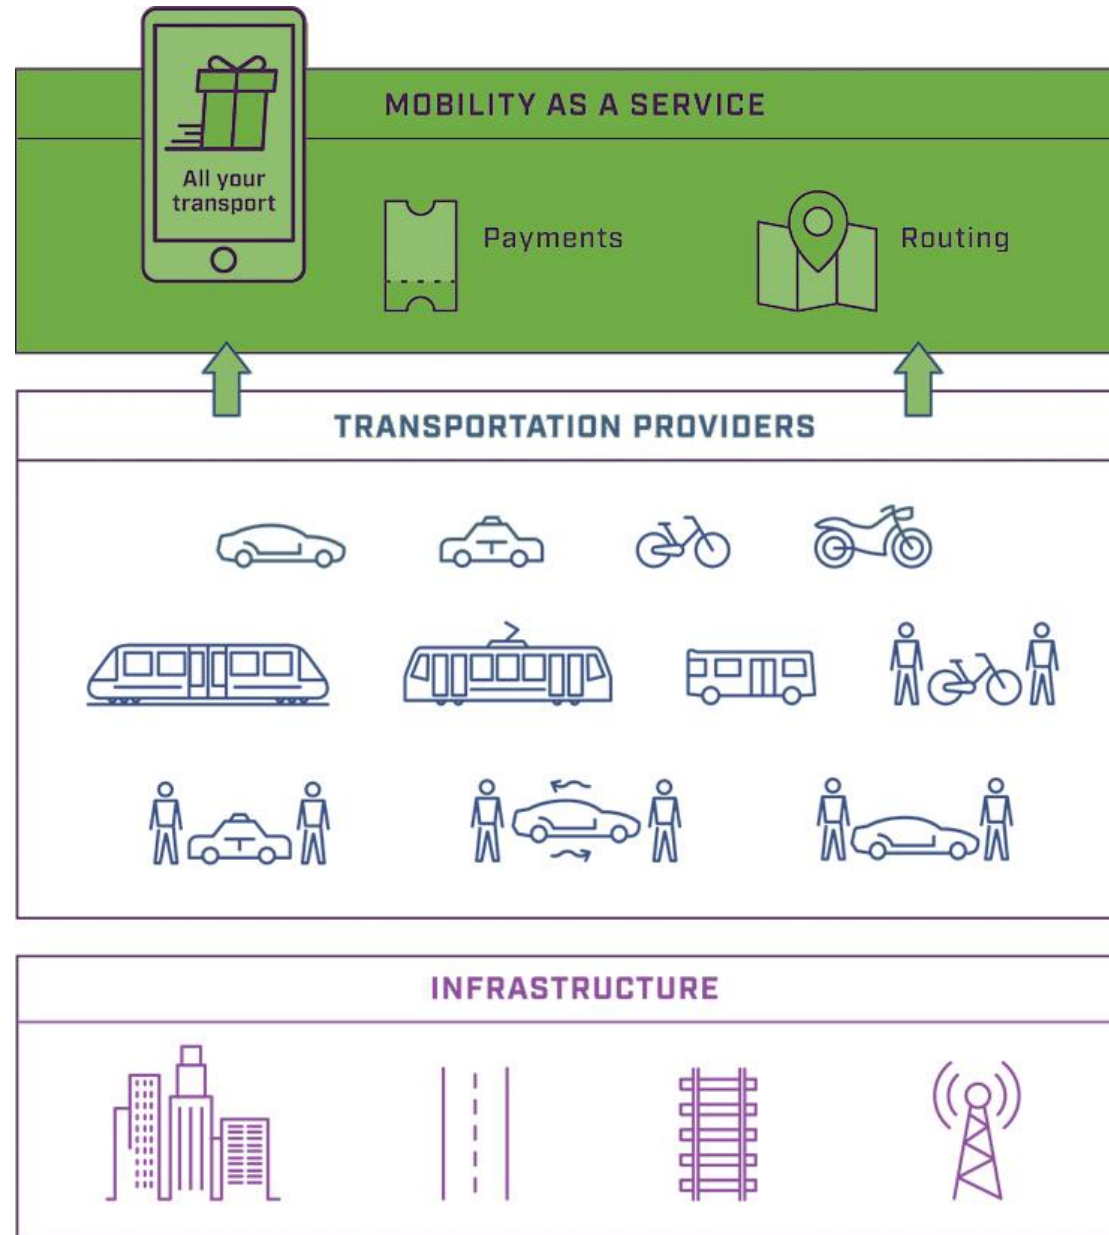 MOBILITY AS A SERVICE
All your
transport
Payments
Routing
TRANSPORTATION PROVIDERS
T
T
INFRASTRUCTURE